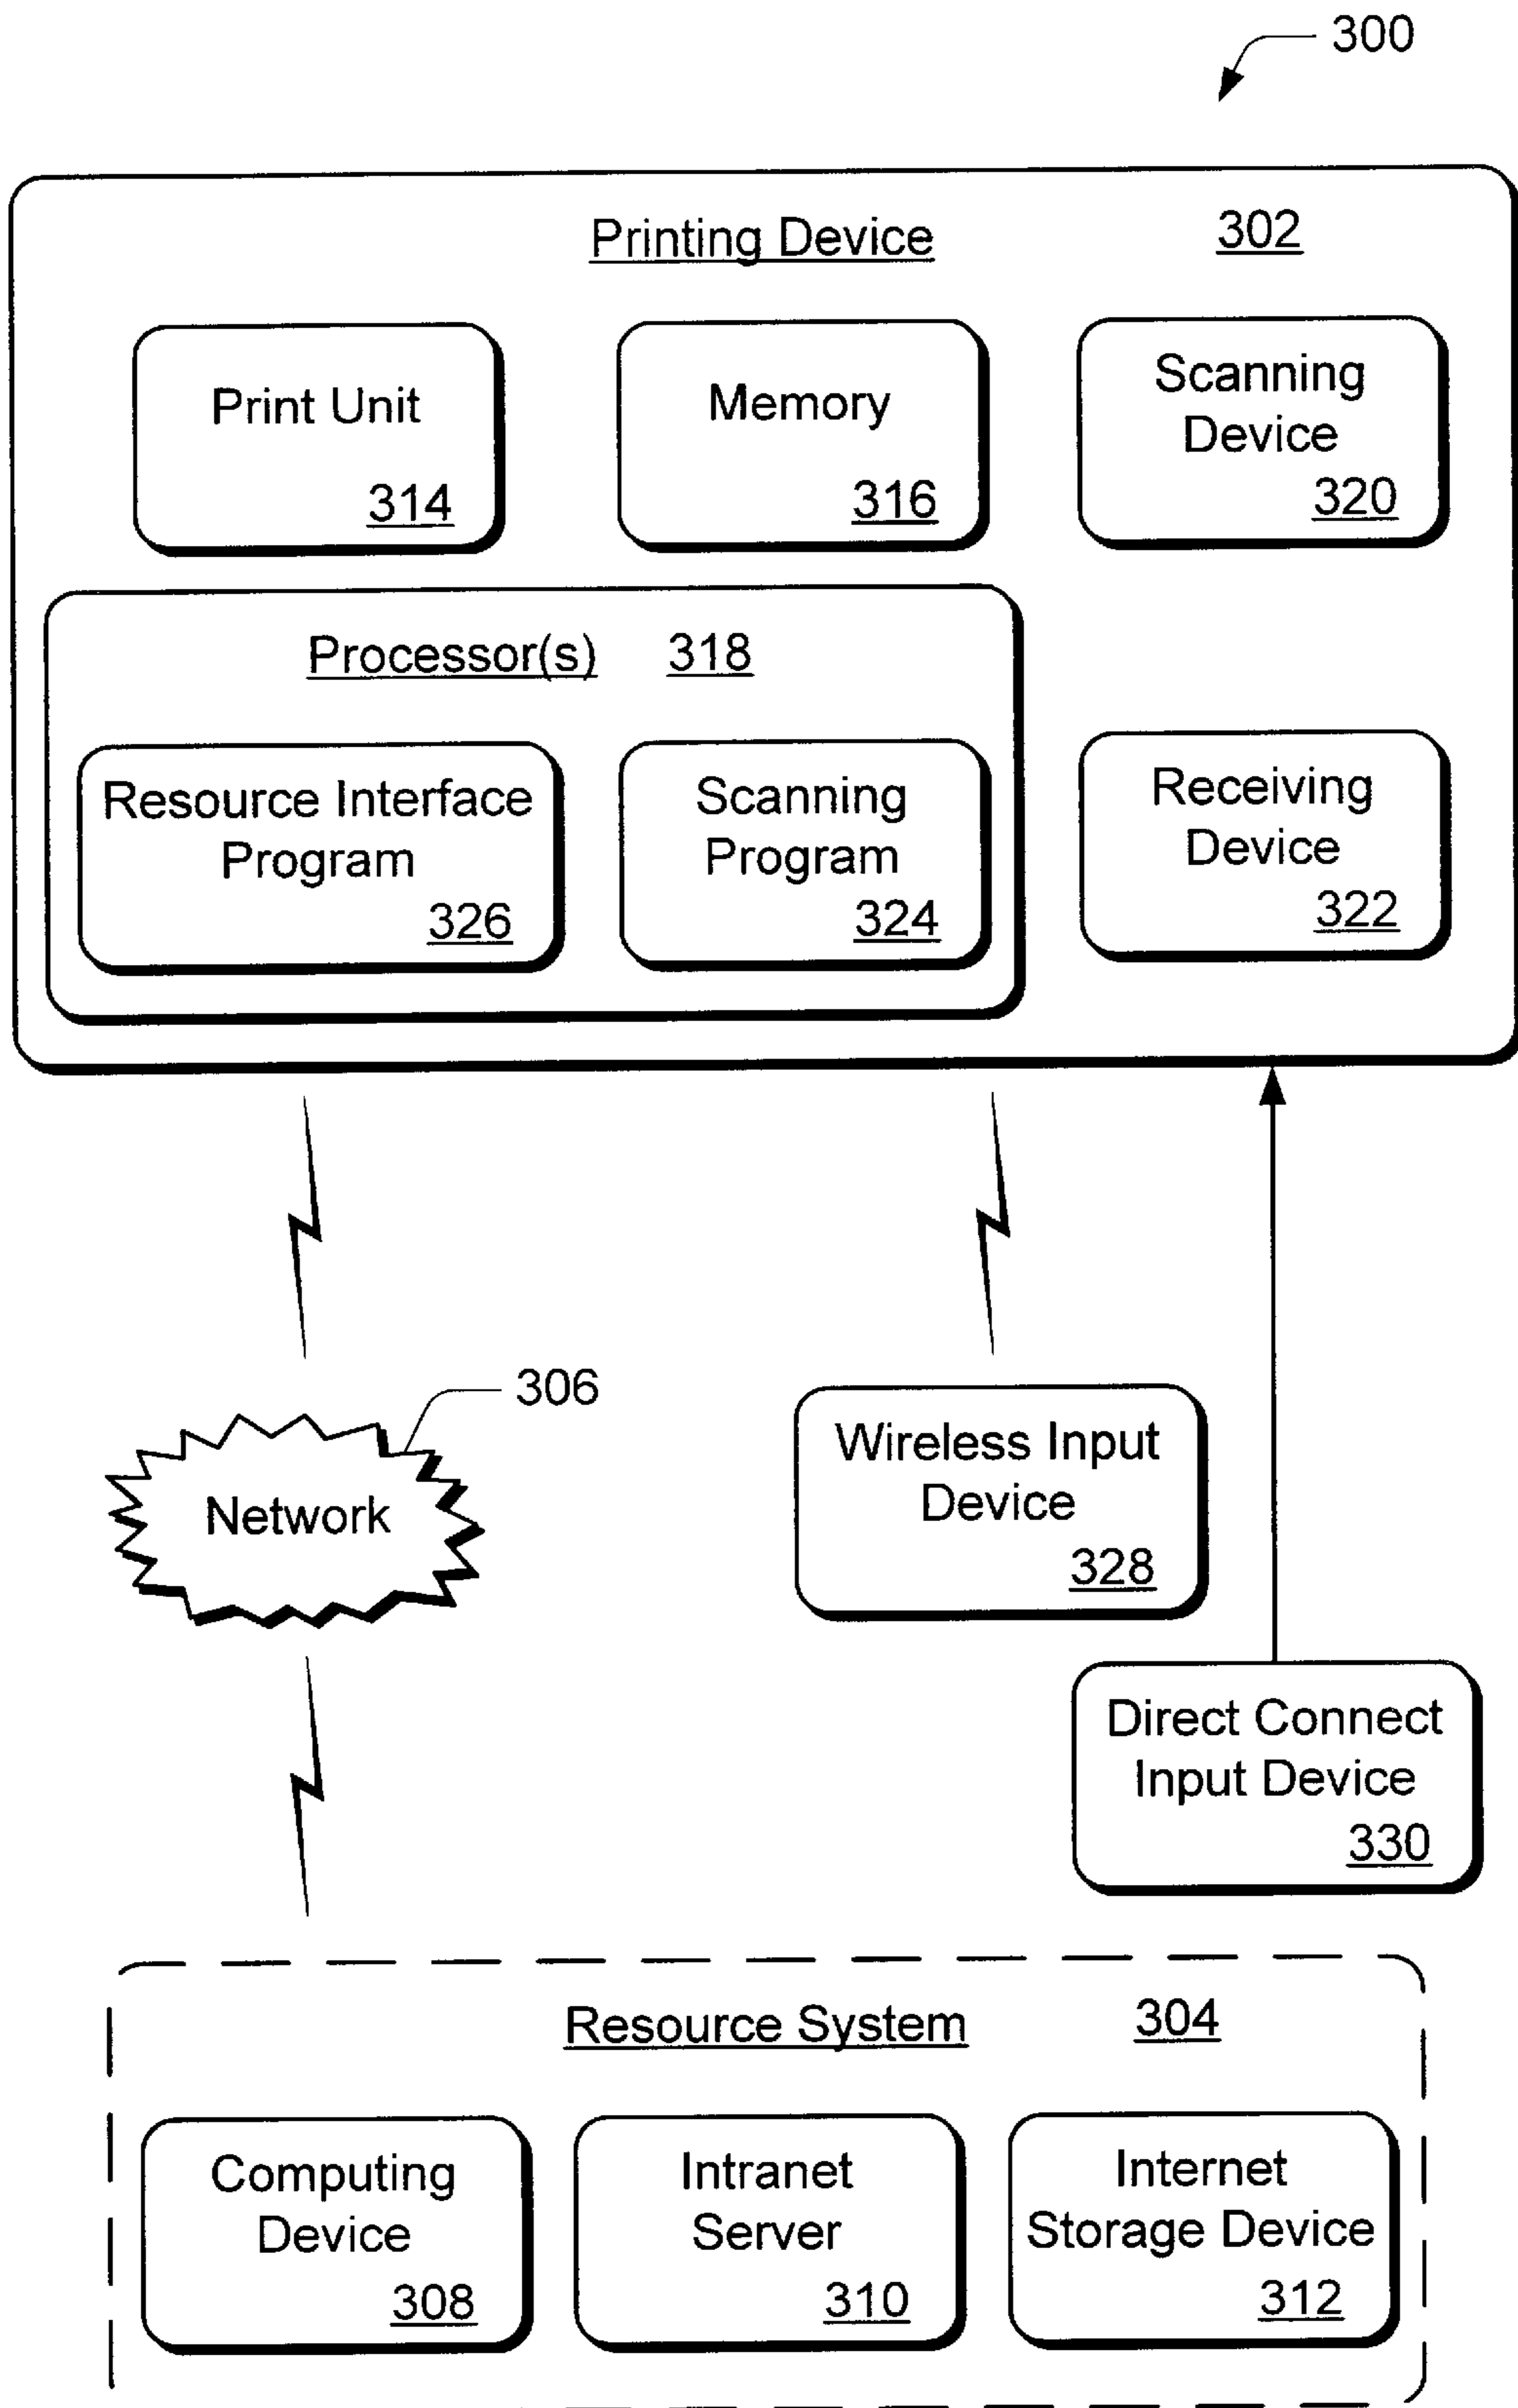 300
Printing Device 302
Print Unit
314
Memory
316
Scanning
Device
320
Processor(s) 318
Resource Interface
Program
326
Scanning
Program
324
Receiving
Device
322
306
Network
Wireless Input
Device
328
Direct Connect
Input Device
330
Resource System 304
Computing
Device
308
Intranet
Server
310
Internet
Storage Device
312